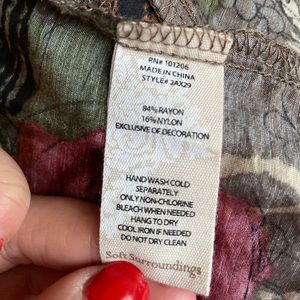 RN# 101206
MADE IN CHINA
STYLE# 2AX29
84% RAYON
16% NYLON
EXCLUSIVE OF DECORATION
HAND WASH COLD
SEPARATELY
ONLY NON-CHLORINE
BLEACH WHEN NEEDED
HANG TO DRY
COOL IRON IF NEEDED
DO NOT DRY CLEAN
Soft Surroundings